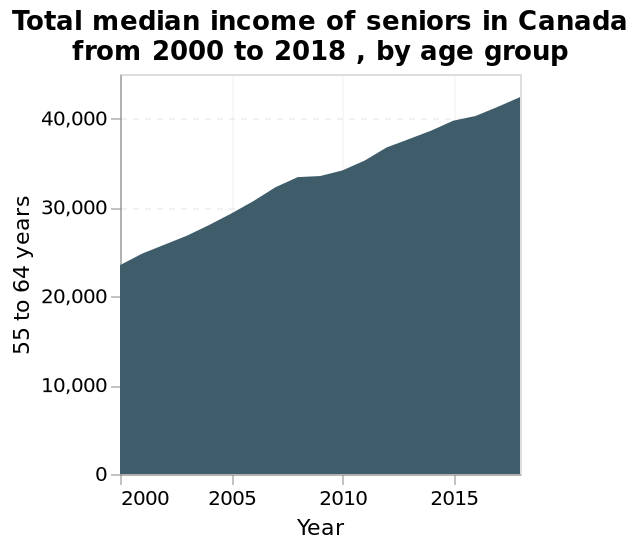 Total median income of seniors in Canada
from 2000 to 2018 , by age group
55 to 64 years
40,000
30,000
20,000
10,000
0
2000 2005 2010 2015
Year